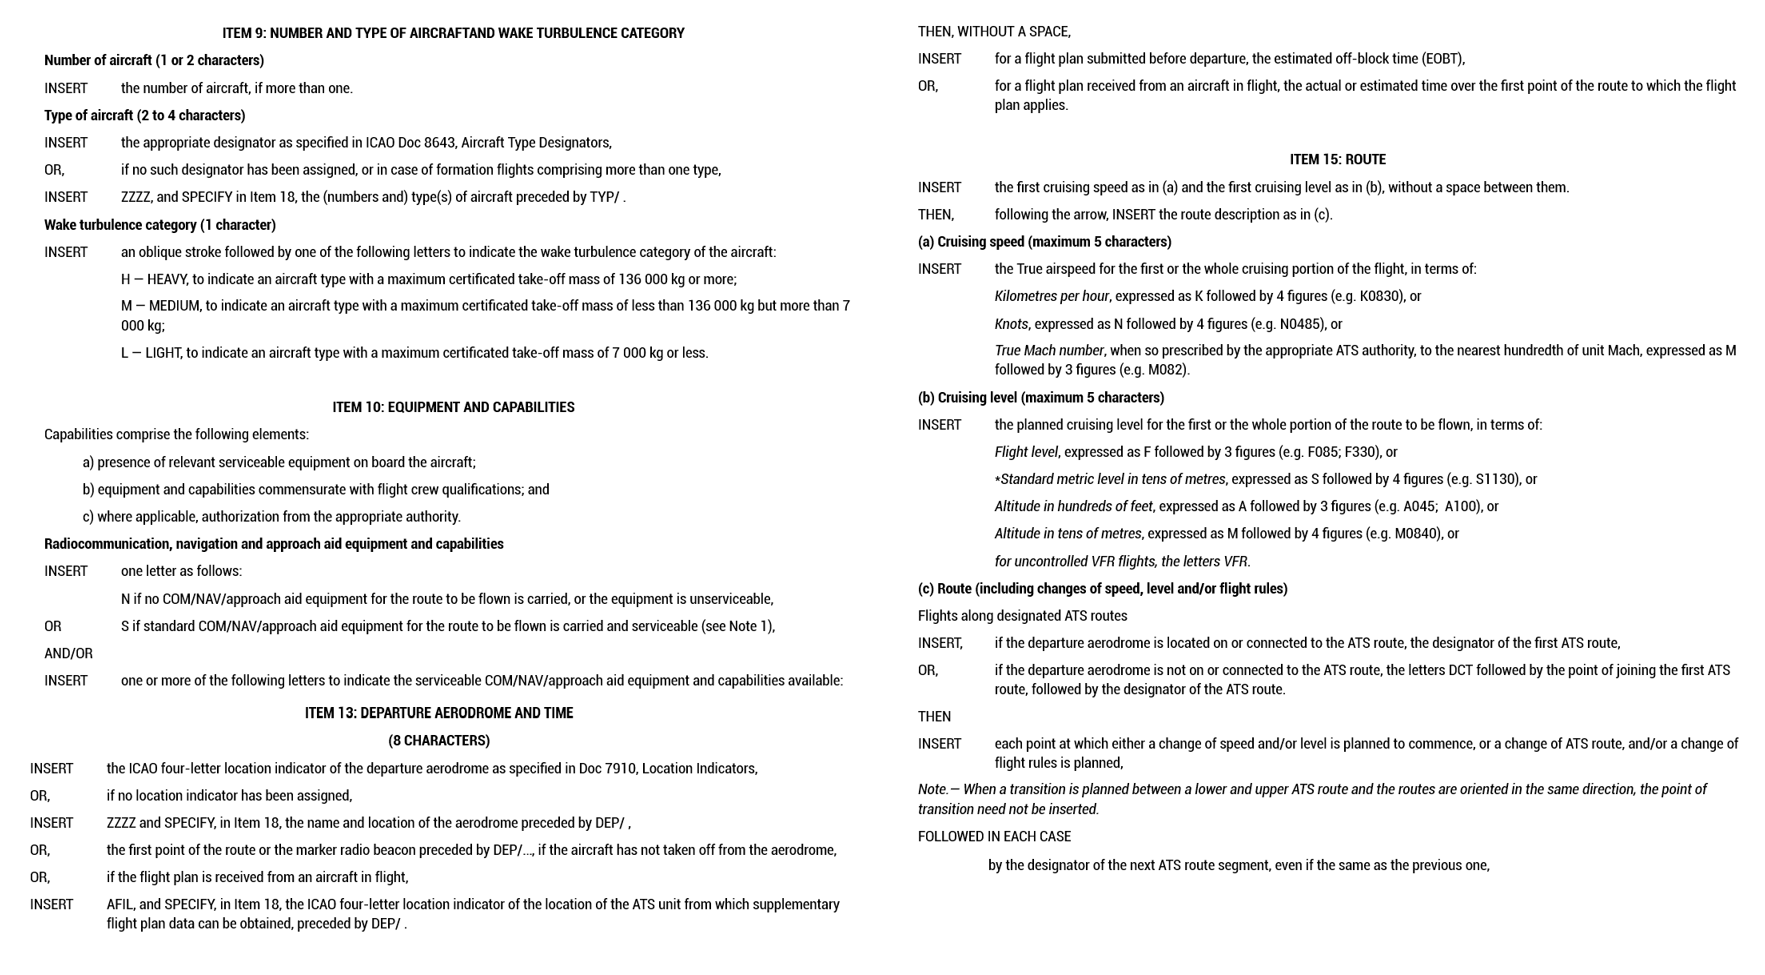 ITEM 9: NUMBER AND TYPE OF AIRCRAFTAND WAKE TURBULENCE CATEGORY
Number of aircraft (1 or 2 characters)
INSERT the number of aircraft, if more than one.
Type of aircraft (2 to 4 characters)
INSERT the appropriate designator as specified in ICAO Doc 8643, Aircraft Type Designators,
OR, if no such designator has been assigned, or in case of formation flights comprising more than one type,
INSERT ZZZZ, and SPECIFY in Item 18, the (numbers and) type(s) of aircraft preceded by TYP/ .
Wake turbulence category (1 character)
INSERT an oblique stroke followed by one of the following letters to indicate the wake turbulence category of the aircraft:
H — HEAVY, to indicate an aircraft type with a maximum certificated take-off mass of 136 000 kg or more;
M — MEDIUM, to indicate an aircraft type with a maximum certificated take-off mass of less than 136 000 kg but more than 7
000 kg;
L — LIGHT, to indicate an aircraft type with a maximum certificated take-off mass of 7 000 kg or less.
ITEM 10: EQUIPMENT AND CAPABILITIES
Capabilities comprise the following elements:
a) presence of relevant serviceable equipment on board the aircraft;
b) equipment and capabilities commensurate with flight crew qualifications; and
c) where applicable, authorization from the appropriate authority.
Radiocommunication, navigation and approach aid equipment and capabilities
INSERT one letter as follows:
N if no COM/NAV/approach aid equipment for the route to be flown is carried, or the equipment is unserviceable,
OR S if standard COM/NAV/approach aid equipment for the route to be flown is carried and serviceable (see Note 1),
AND/OR
INSERT one or more of the following letters to indicate the serviceable COM/NAV/approach aid equipment and capabilities available:
ITEM 13: DEPARTURE AERODROME AND TIME
(8 CHARACTERS)
INSERT the ICAO four-letter location indicator of the departure aerodrome as specified in Doc 7910, Location Indicators,
OR, if no location indicator has been assigned,
INSERT ZZZZ and SPECIFY, in Item 18, the name and location of the aerodrome preceded by DEP/ ,
OR, the first point of the route or the marker radio beacon preceded by DEP/..., if the aircraft has not taken off from the aerodrome,
OR, if the flight plan is received from an aircraft in flight,
INSERT AFIL, and SPECIFY, in Item 18, the ICAO four-letter location indicator of the location of the ATS unit from which supplementary
flight plan data can be obtained, preceded by DEP/ .
THEN, WITHOUT A SPACE,
INSERT for a flight plan submitted before departure, the estimated off-block time (EOBT),
OR, for a flight plan received from an aircraft in flight, the actual or estimated time over the first point of the route to which the flight
plan applies.
ITEM 15: ROUTE
INSERT the first cruising speed as in (a) and the first cruising level as in (b), without a space between them.
THEN, following the arrow, INSERT the route description as in (c).
(a) Cruising speed (maximum 5 characters)
INSERT the True airspeed for the first or the whole cruising portion of the flight, in terms of:
Kilometres per hour, expressed as K followed by 4 figures (e.g. K0830), or
Knots, expressed as N followed by 4 figures (e.g. N0485), or
True Mach number, when so prescribed by the appropriate ATS authority, to the nearest hundredth of unit Mach, expressed as M
followed by 3 figures (e.g. M082).
(b) Cruising level (maximum 5 characters)
INSERT the planned cruising level for the first or the whole portion of the route to be flown, in terms of:
Flight level, expressed as F followed by 3 figures (e.g. F085; F330), or
*Standard metric level in tens of metres, expressed as S followed by 4 figures (e.g. S1130), or
Altitude in hundreds of feet, expressed as A followed by 3 figures (e.g. A045; A100), or
Altitude in tens of metres, expressed as M followed by 4 figures (e.g. M0840), or
for uncontrolled VFR flights, the letters VFR.
(c) Route (including changes of speed, level and/or flight rules)
Flights along designated ATS routes
INSERT, if the departure aerodrome is located on or connected to the ATS route, the designator of the first ATS route,
OR, if the departure aerodrome is not on or connected to the ATS route, the letters DCT followed by the point of joining the first ATS
route, followed by the designator of the ATS route.
THEN
INSERT each point at which either a change of speed and/or level is planned to commence, or a change of ATS route, and/or a change of
flight rules is planned,
Note.— When a transition is planned between a lower and upper ATS route and the routes are oriented in the same direction, the point of
transition need not be inserted.
FOLLOWED IN EACH CASE
by the designator of the next ATS route segment, even if the same as the previous one,